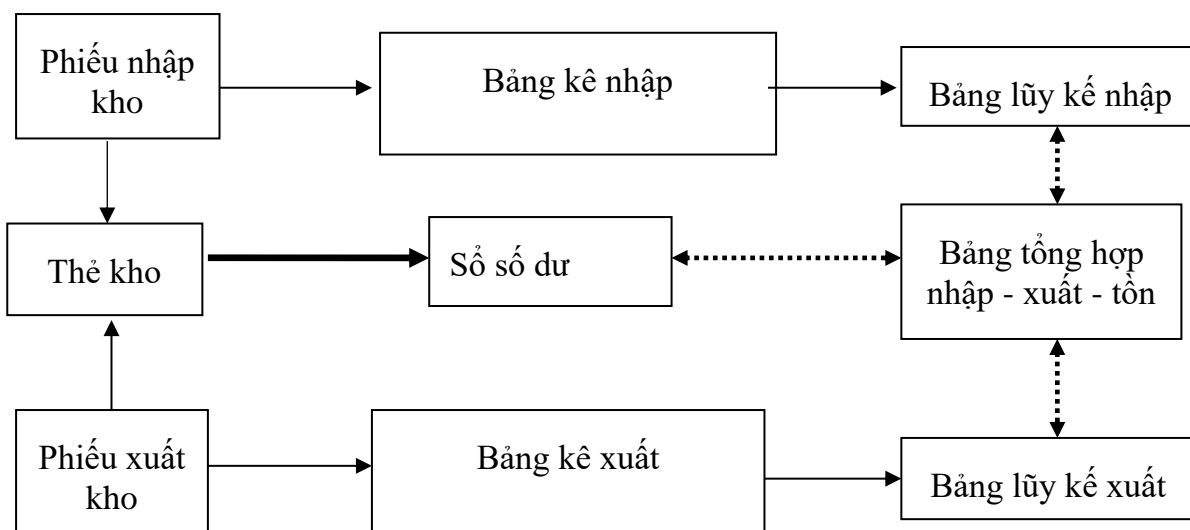 Phiếu nhập
kho
Bảng kê nhập
Bảng lũy kế nhập
Thẻ kho
Sổ số dư
Bảng tổng hợp
nhập - xuất - tồn
Phiếu xuất
kho
Bảng kê xuất
Bảng lũy kế xuất